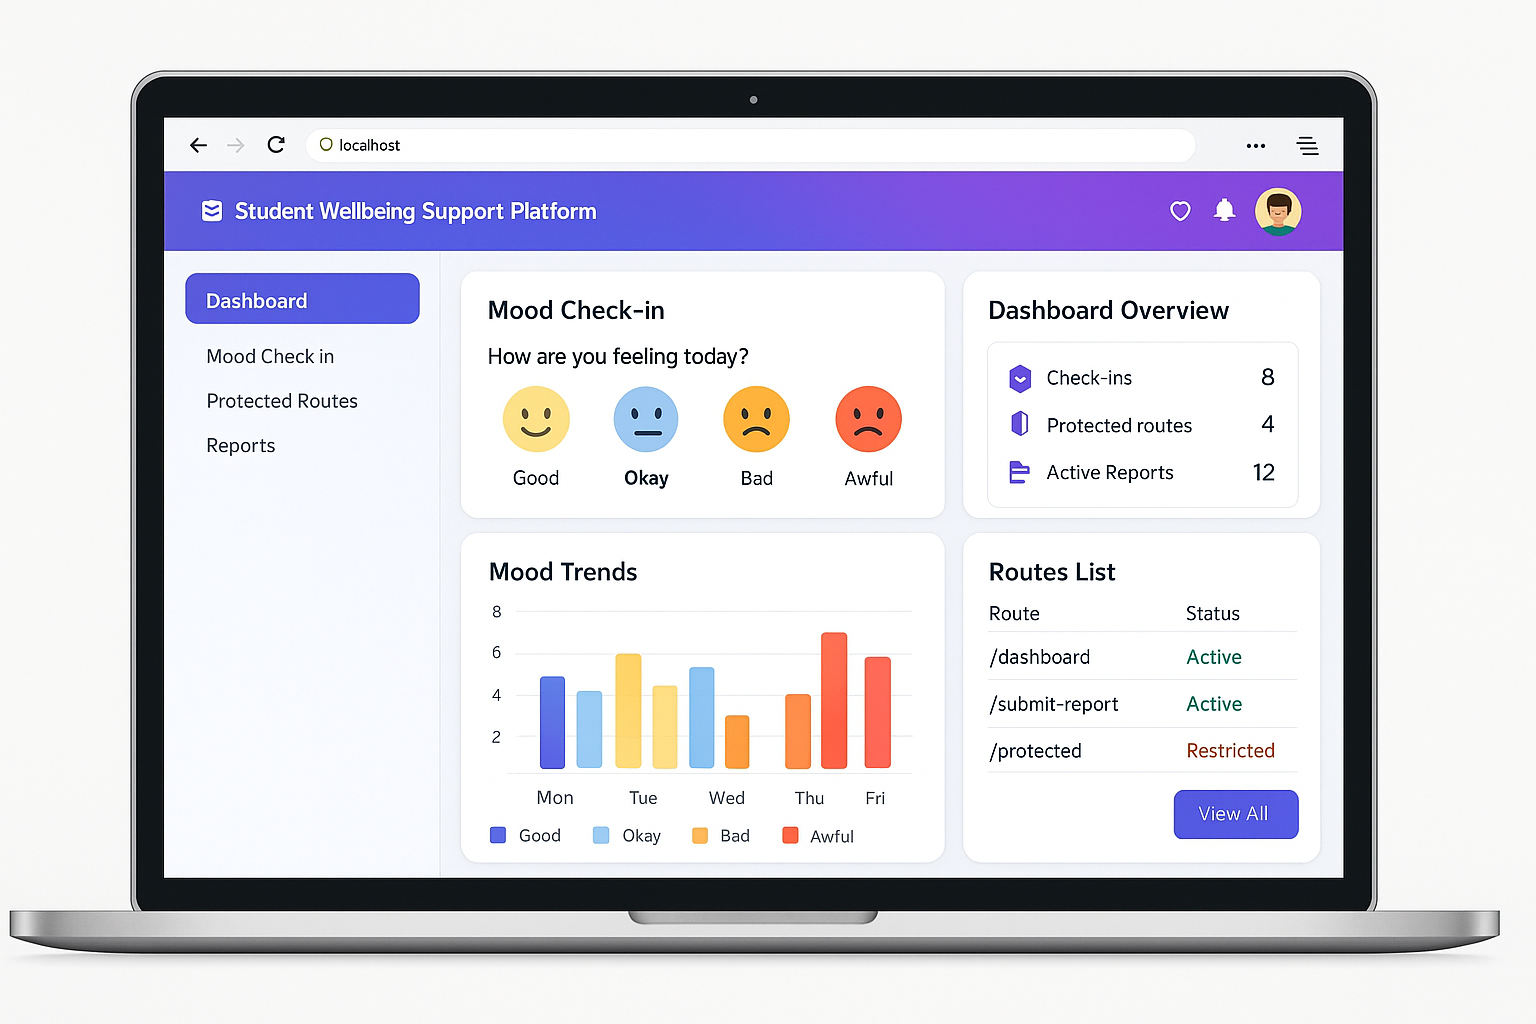 localhost
Student Wellbeing Support Platform
Dashboard
Mood Check in
Protected Routes
Reports
Mood Check-in
How are you feeling today?
Good Okay Bad Awful
Dashboard Overview
Check-ins 8
Protected routes 4
Active Reports 12
Mood Trends
8
6
4
2
Mon Tue Wed Thu Fri
Good Okay Bad Awful
Routes List
Route Status
/dashboard Active
/submit-report Active
/protected Restricted
View All